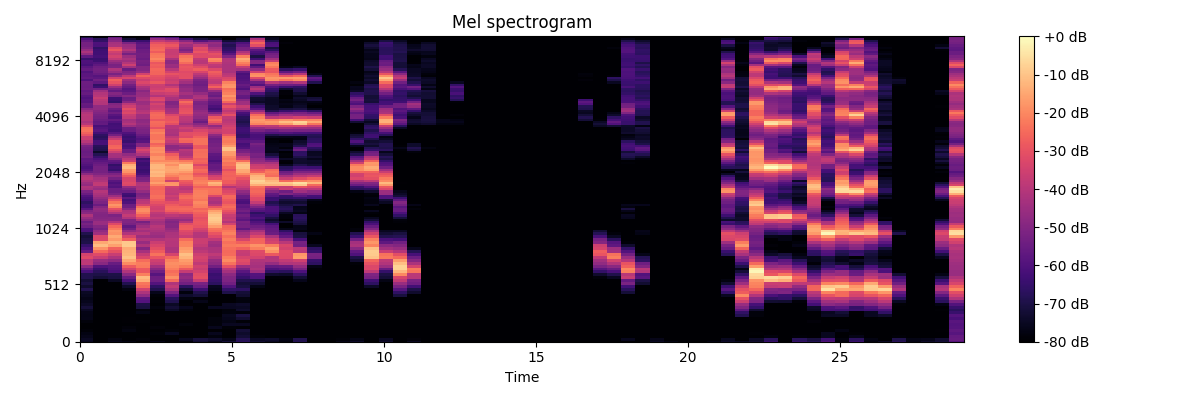 Mel spectrogram
+0 dB
8192
-10 dB
4096
-20 dB
-30 dB
Hz
2048
-40 dB
1024
-50 dB
-60 dB
512
-70 dB
0
-80 dB
0 5 10 15 20 25
Time